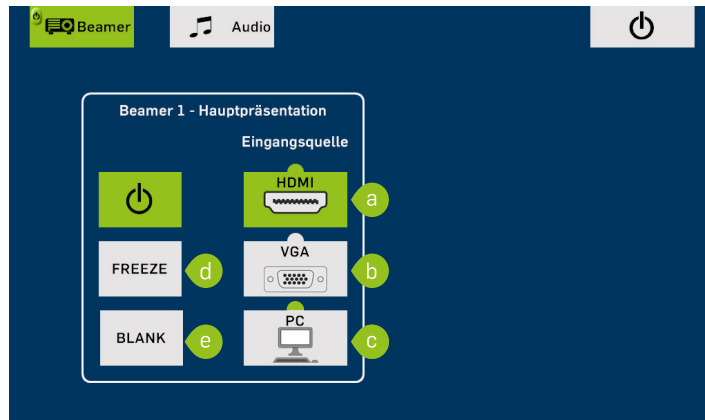 Beamer
Audio
Beamer 1 - Hauptpräsentation
Eingangsquelle
HDMI
a
FREEZE
d
VGA
b
BLANK
e
PC
c